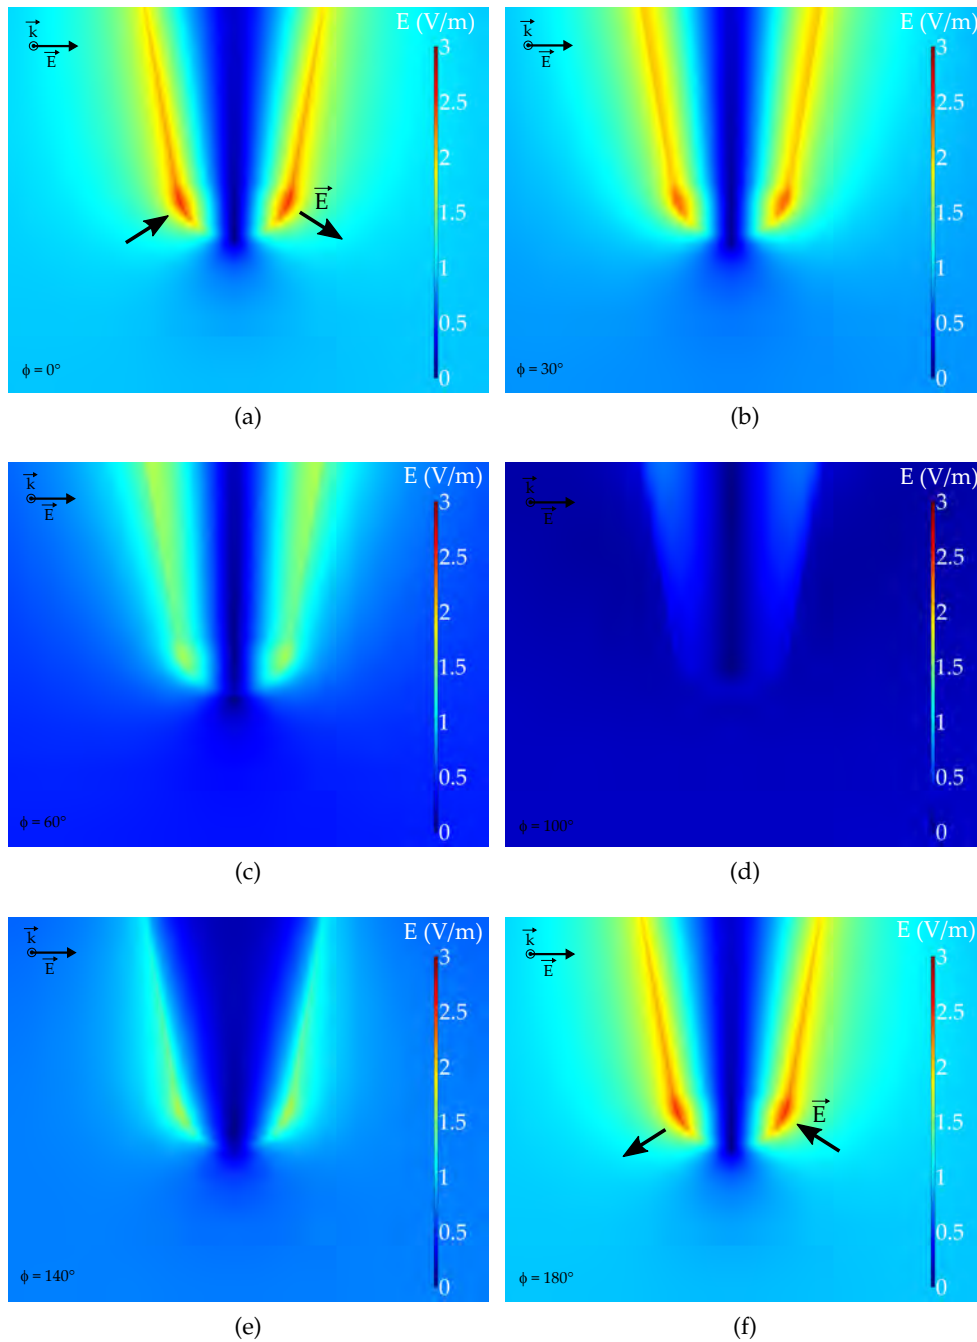 E (V/m)
k
E
3
2.5
2
1.5
1
0.5
0
E
ϕ = 0°
(a)
E (V/m)
k
E
3
2.5
2
1.5
1
0.5
0
ϕ = 30°
(b)
E (V/m)
k
E
3
2.5
2
1.5
1
0.5
0
ϕ = 60°
(c)
E (V/m)
k
E
3
2.5
2
1.5
1
0.5
0
ϕ = 100°
(d)
E (V/m)
k
E
3
2.5
2
1.5
1
0.5
0
ϕ = 140°
(e)
E (V/m)
k
E
3
2.5
2
1.5
E
1
0.5
0
ϕ = 180°
(f)